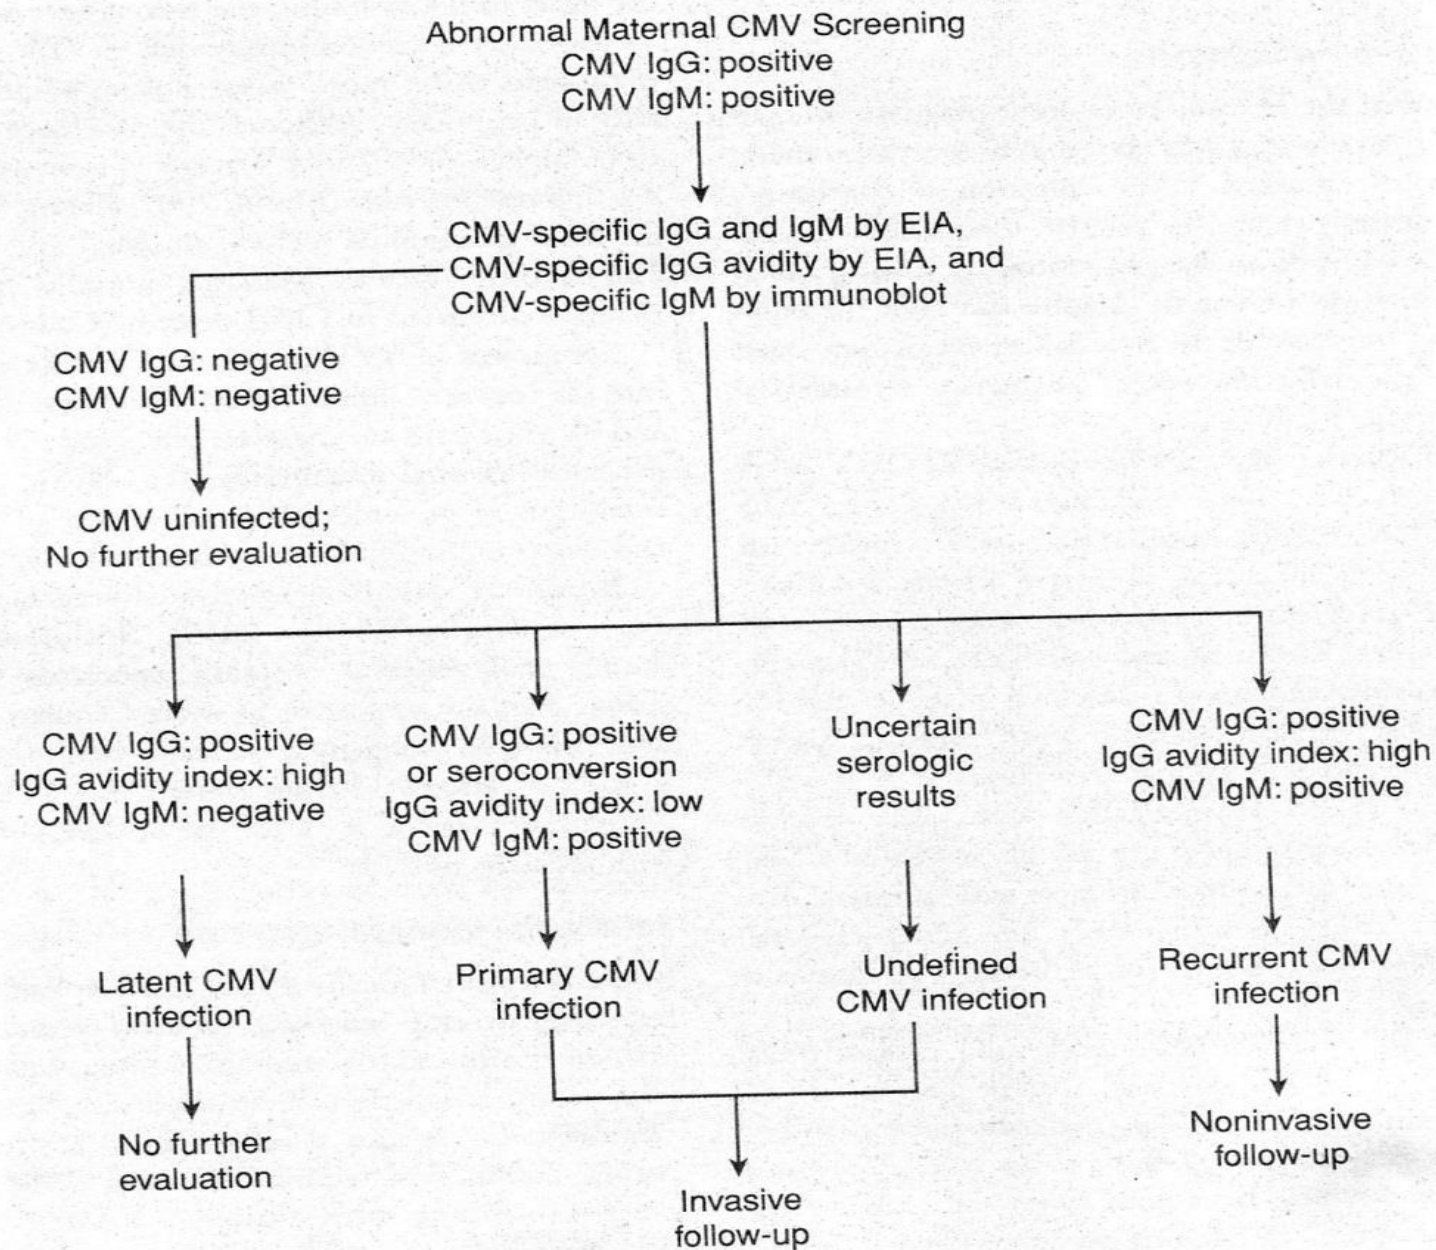 Abnormal Maternal CMV Screening
CMV IgG: positive
CMV IgM: positive
CMV-specific IgG and IgM by EIA,
CMV-specific IgG avidity by EIA, and
CMV-specific IgM by immunoblot
CMV IgG: negative
CMV IgM: negative
CMV uninfected;
No further evaluation
CMV IgG: positive
IgG avidity index: high
CMV IgM: negative
CMV IgG: positive
or seroconversion
IgG avidity index: low
CMV IgM: positive
Uncertain
serologic
results
CMV IgG: positive
IgG avidity index: high
CMV IgM: positive
Latent CMV
infection
Primary CMV
infection
Undefined
CMV infection
Recurrent CMV
infection
No further
evaluation
Invasive
follow-up
Noninvasive
follow-up